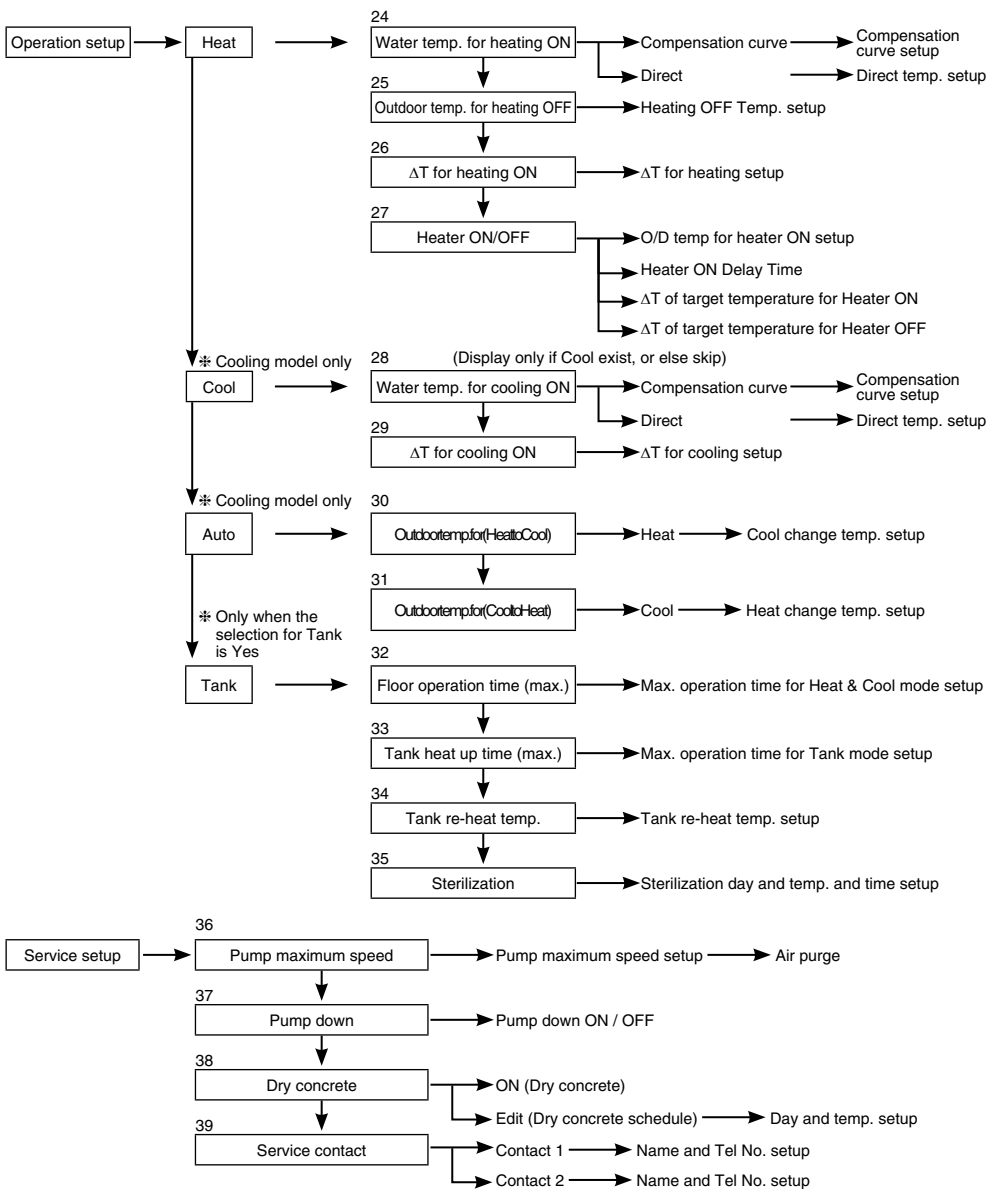 24
Operation setup Heat Water temp. for heating ON Compensation curve Compensation curve setup
Direct Direct temp. setup
25
Outdoor temp. for heating OFF Heating OFF Temp. setup
26
ΔT for heating ON ΔT for heating setup
27
Heater ON/OFF O/D temp for heater ON setup
Heater ON Delay Time
ΔT of target temperature for Heater ON
ΔT of target temperature for Heater OFF
※ Cooling model only 28 (Display only if Cool exist, or else skip)
Cool Water temp. for cooling ON Compensation curve Compensation curve setup
Direct Direct temp. setup
29
ΔT for cooling ON ΔT for cooling setup
※ Cooling model only 30
Auto Outdoortemp.for(HeattoCool) Heat Cool change temp. setup
31
Outdoortemp.for(CooltoHeat) Cool Heat change temp. setup
※ Only when the
selection for Tank
is Yes
32
Tank Floor operation time (max.) Max. operation time for Heat & Cool mode setup
33
Tank heat up time (max.) Max. operation time for Tank mode setup
34
Tank re-heat temp. Tank re-heat temp. setup
35
Sterilization Sterilization day and temp. and time setup
36
Service setup Pump maximum speed Pump maximum speed setup Air purge
37
Pump down Pump down ON / OFF
38
Dry concrete ON (Dry concrete)
Edit (Dry concrete schedule) Day and temp. setup
39
Service contact Contact 1 Name and Tel No. setup
Contact 2 Name and Tel No. setup